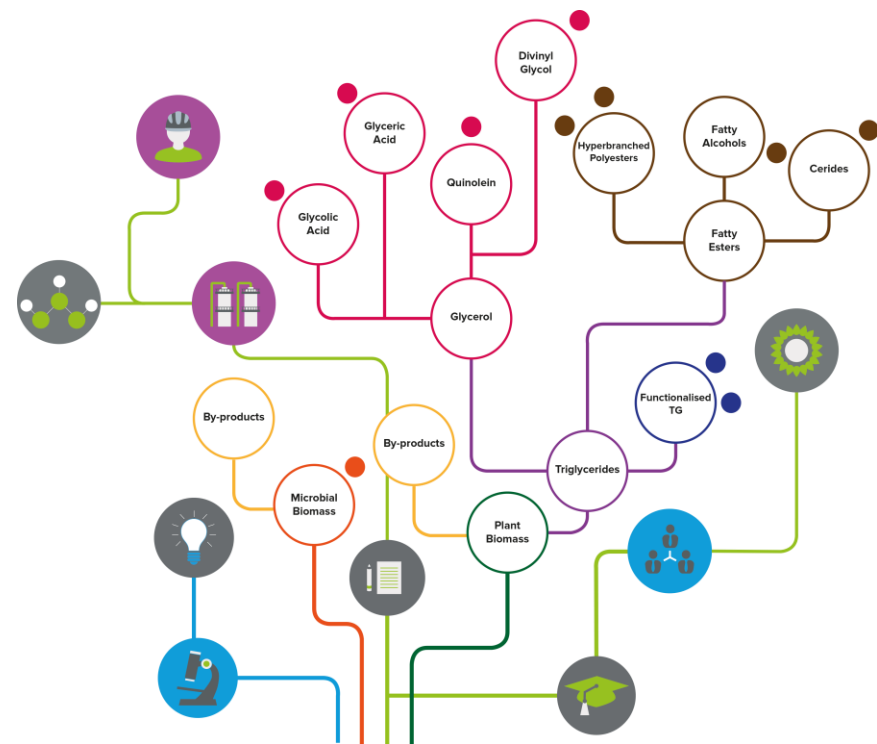 Divinyl
Glycol
Glyceric
Acid
Hyperbranched
Polyesters
Fatty
Alcohols
Cerides
Quinolein
Glycolic
Acid
Fatty
Esters
Glycerol
Functionalised
TG
By-products
By-products
Triglycerides
Microbial
Biomass
Plant
Biomass